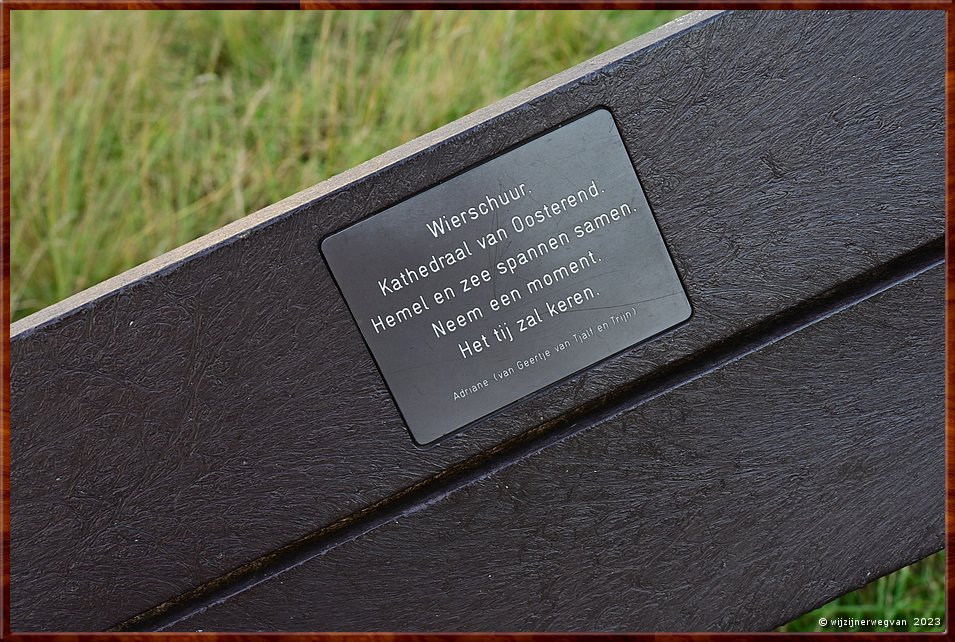 Wierschuur.
Kathedraal van Oosterend.
Hemel en zee spannen samen.
Neem een moment.
Het tij zal keren.
Adriane (van Geertje van Tjalf en Trijn)
© wijzijnerwegvan 2023